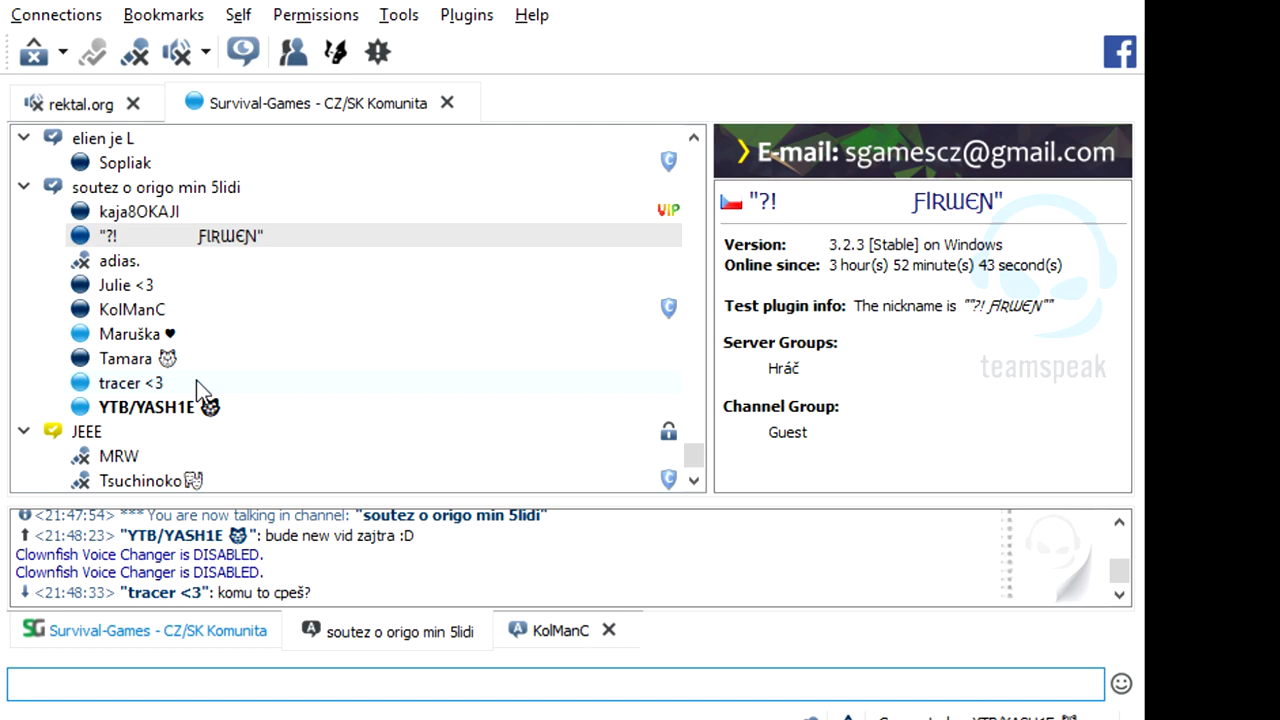 Connections Bookmarks Self Permissions Tools Plugins Help
rektal.org Survival-Games - CZ/SK Komunita
elien je L
Sopliak
soutez o origo min 5lidi
kaja8OKAJI VIP
"?! ƑłƦƜЄƝ"
adias.
Julie <3
KolManC
Maruška ♥
Tamara 🐱
tracer <3
YTB/YASH1E 🐱
JEEE
MRW
Tsuchinoko🎭
E-mail: sgamescz@gmail.com
"?! ƑłƦƜЄƝ"
Version: 3.2.3 [Stable] on Windows
Online since: 3 hour(s) 52 minute(s) 43 second(s)
Test plugin info: The nickname is ""?! ƑłƦƜЄƝ""
Server Groups:
Hráč
Channel Group:
Guest
teamspeak
<21:47:54> *** You are now talking in channel: "soutez o origo min 5lidi"
<21:48:23> "YTB/YASH1E 🐱": bude new vid zajtra :D
Clownfish Voice Changer is DISABLED.
Clownfish Voice Changer is DISABLED.
<21:48:33> "tracer <3": komu to cpeš?
SG Survival-Games - CZ/SK Komunita soutez o origo min 5lidi KolManC